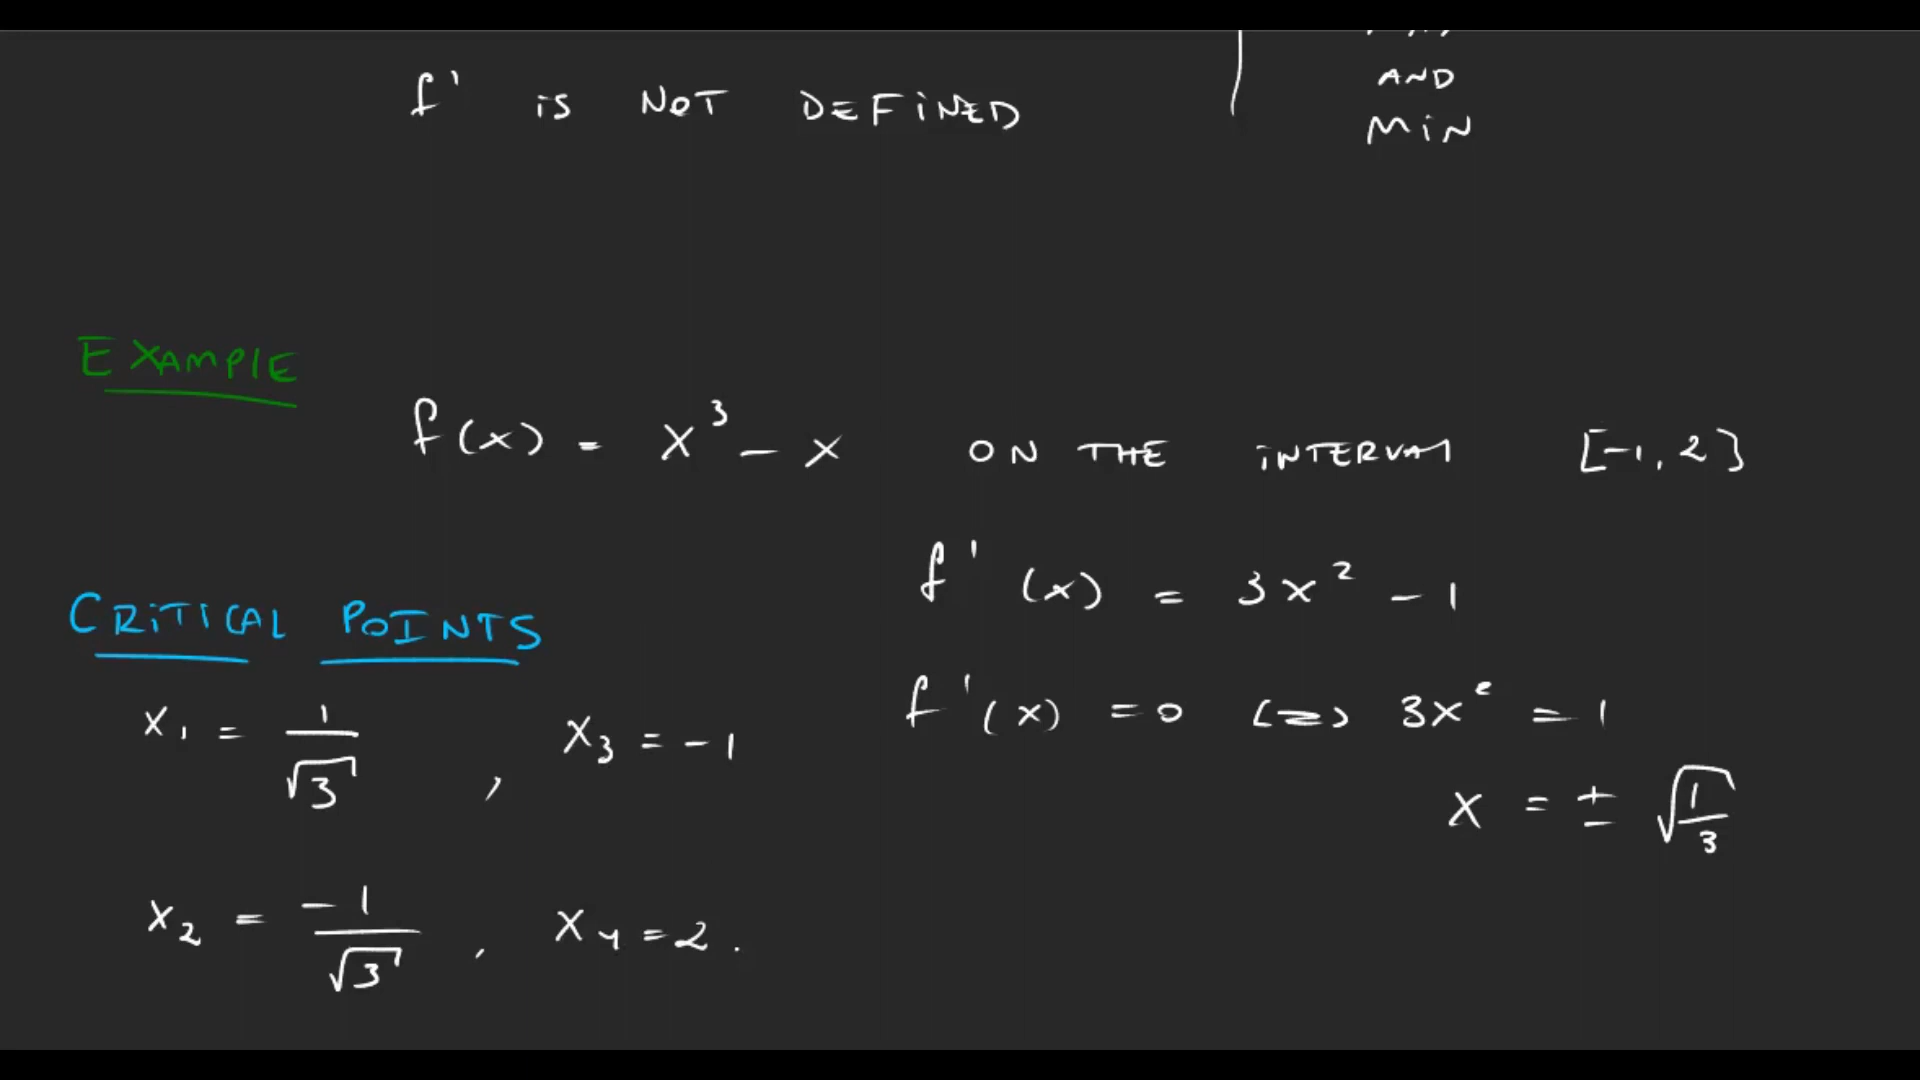 f' is NOT DEFINED
AND
MIN
EXAMPLE
f(x) = x³ - x ON THE INTERVAL [-1, 2]
f'(x) = 3x² - 1
CRITICAL POINTS
f'(x) = 0 <=> 3x² = 1
x₁ = 1/√3 , x₃ = -1
x = ± √(1/3)
x₂ = -1/√3 , x₄ = 2 .